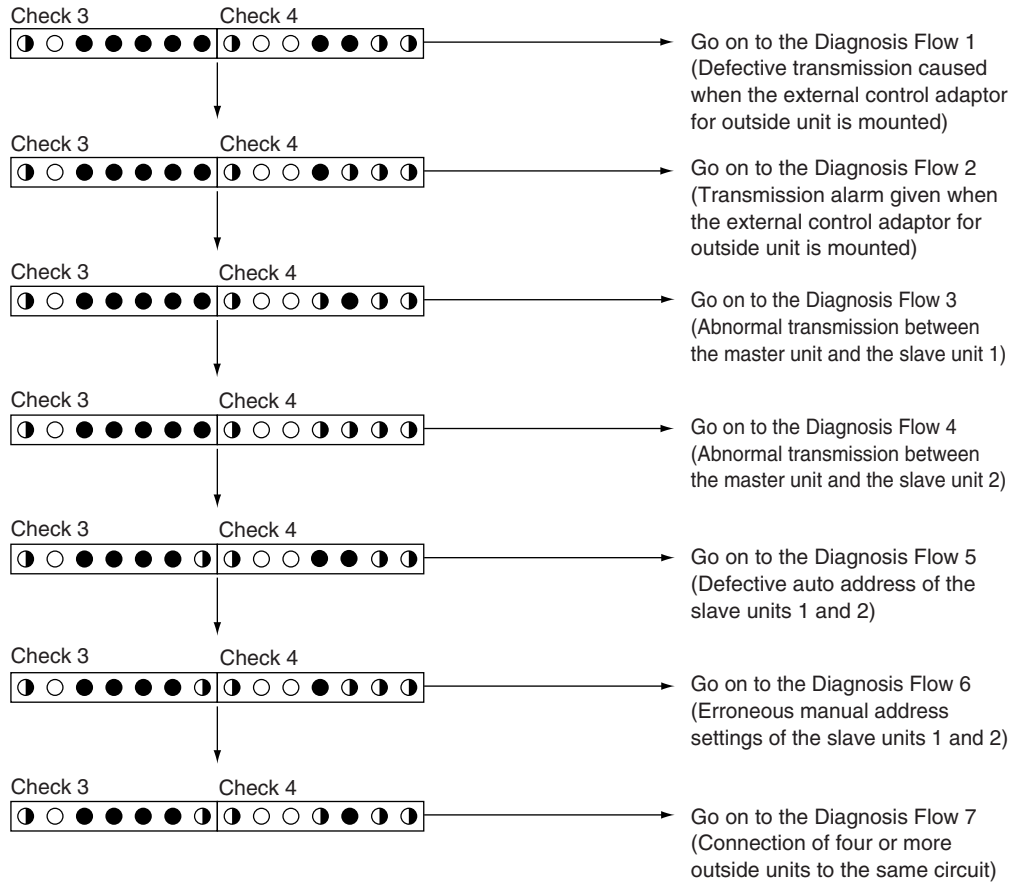 Check 3 Check 4
Go on to the Diagnosis Flow 1
(Defective transmission caused
when the external control adaptor
for outside unit is mounted)
Check 3 Check 4
Go on to the Diagnosis Flow 2
(Transmission alarm given when
the external control adaptor for
outside unit is mounted)
Check 3 Check 4
Go on to the Diagnosis Flow 3
(Abnormal transmission between
the master unit and the slave unit 1)
Check 3 Check 4
Go on to the Diagnosis Flow 4
(Abnormal transmission between
the master unit and the slave unit 2)
Check 3 Check 4
Go on to the Diagnosis Flow 5
(Defective auto address of the
slave units 1 and 2)
Check 3 Check 4
Go on to the Diagnosis Flow 6
(Erroneous manual address
settings of the slave units 1 and 2)
Check 3 Check 4
Go on to the Diagnosis Flow 7
(Connection of four or more
outside units to the same circuit)